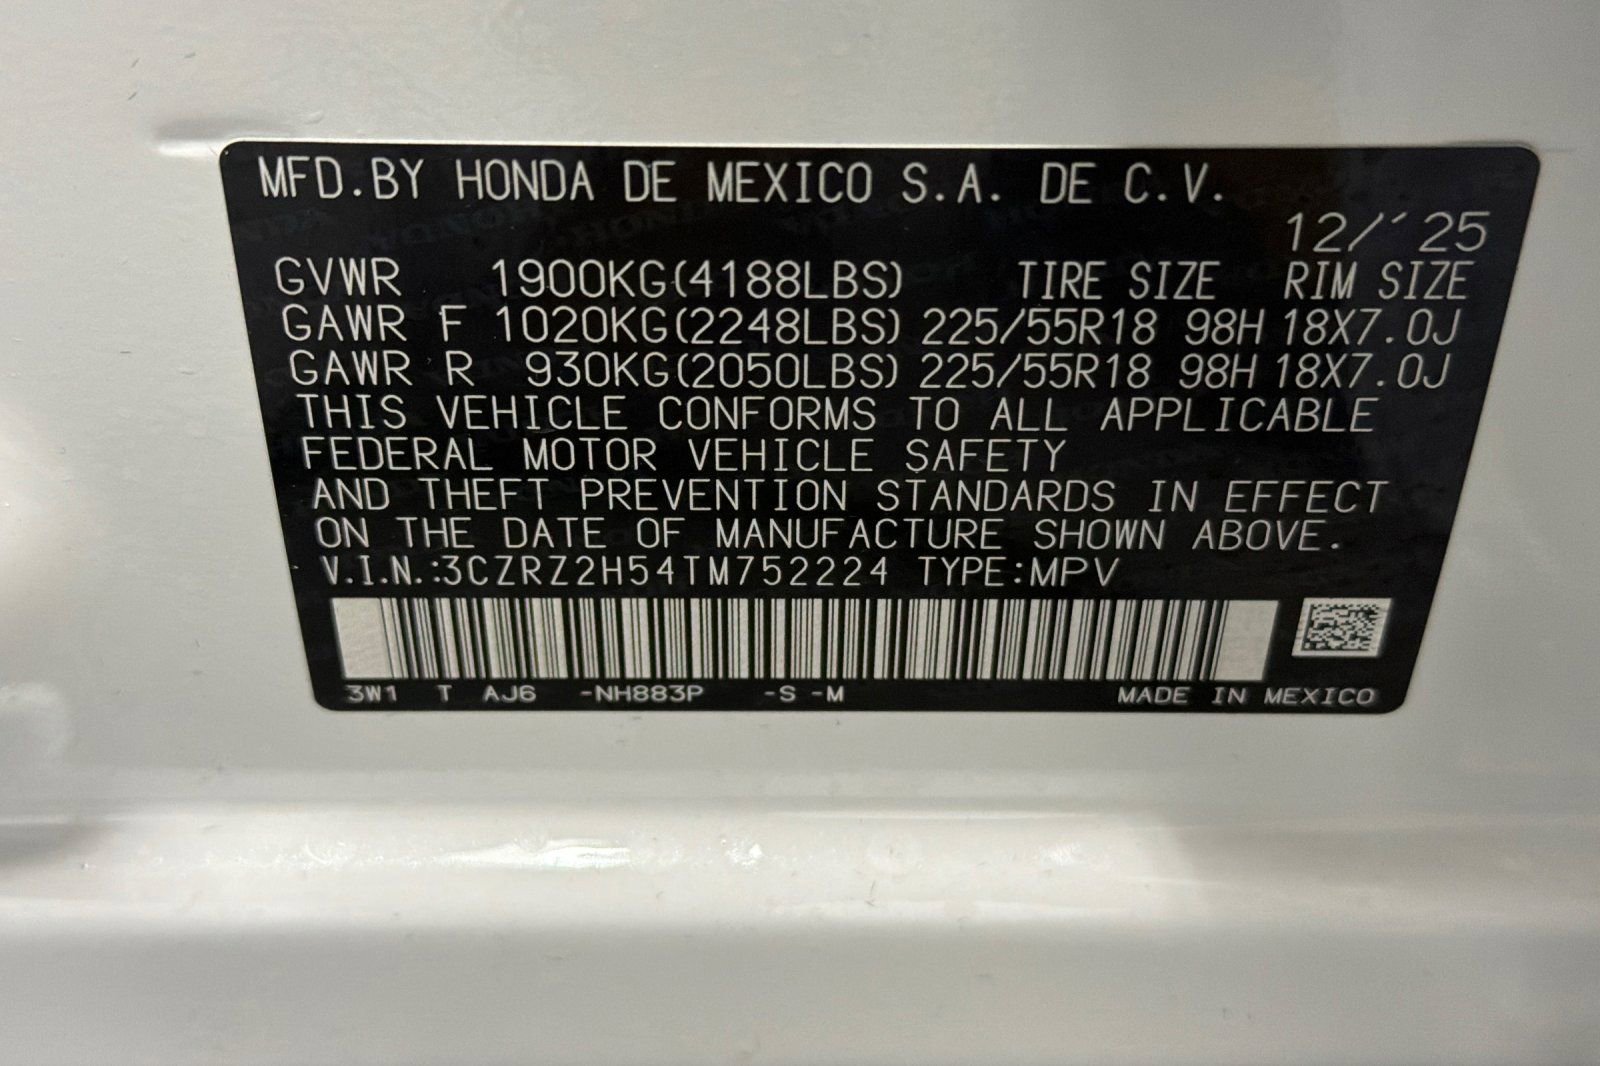 MFD.BY HONDA DE MEXICO S.A. DE C.V.
12/'25
GVWR 1900KG(4188LBS) TIRE SIZE RIM SIZE
GAWR F 1020KG(2248LBS) 225/55R18 98H 18X7.0J
GAWR R 930KG(2050LBS) 225/55R18 98H 18X7.0J
THIS VEHICLE CONFORMS TO ALL APPLICABLE
FEDERAL MOTOR VEHICLE SAFETY
AND THEFT PREVENTION STANDARDS IN EFFECT
ON THE DATE OF MANUFACTURE SHOWN ABOVE.
V.I.N.:3CZRZ2H54TM752224 TYPE:MPV
3W1 T AJ6 -NH883P -S -M MADE IN MEXICO